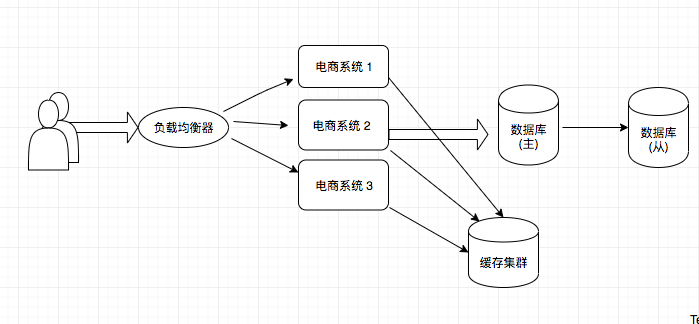 电商系统 1
负载均衡器
电商系统 2
数据库
(主)
数据库
(从)
电商系统 3
缓存集群
Te